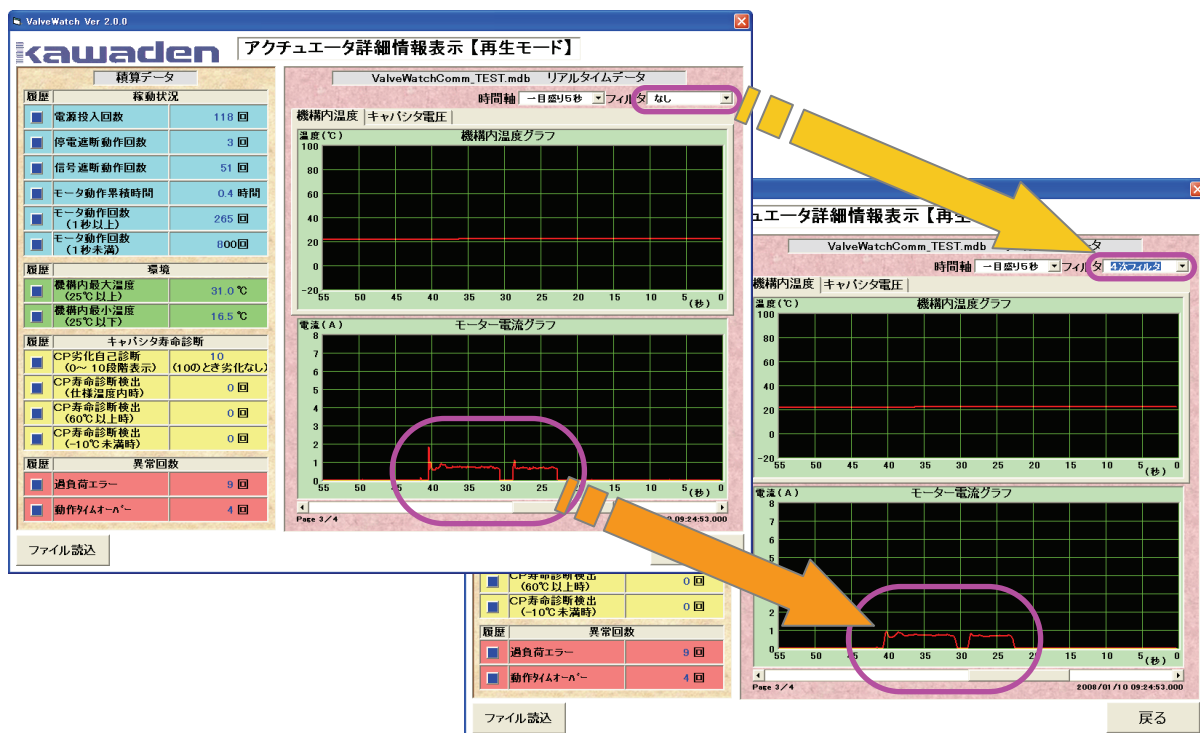 ValveWatch Ver 2.0.0
kawaden
アクチュエータ詳細情報表示【再生モード】
積算データ
履歴 稼動状況
電源投入回数 118 回
停電遮断動作回数 3 回
信号遮断動作回数 51 回
モータ動作累積時間 0.4 時間
モータ動作回数
(1秒以上) 265 回
モータ動作回数
(1秒未満) 800回
履歴 環境
機構内最大温度
(25℃以上) 31.0 ℃
機構内最小温度
(25℃以下) 16.5 ℃
履歴 キャパシタ寿命診断
CP劣化自己診断 10
(0～ 10段階表示) (10のとき劣化なし)
CP寿命診断検出
(仕様温度内時) 0 回
CP寿命診断検出
(60℃以上時) 0 回
CP寿命診断検出
(-10℃未満時) 0 回
履歴 異常回数
過負荷エラー 9 回
動作タイムオーバー 4 回
ファイル読込
ValveWatchComm_TEST.mdb リアルタイムデータ
時間軸 一目盛り5秒 フィルタ なし
機構内温度 キャパシタ電圧
温度(℃) 機構内温度グラフ
100
80
60
40
20
0
-20
55 50 45 40 35 30 25 20 15 10 5 0
(秒)
電流(A) モーター電流グラフ
8
7
6
5
4
3
2
1
0
55 50 45 40 35 30 25 15 10 5 0
(秒)
Page 3/4 09:24:53.000
ュエータ詳細情報表示【再生
ValveWatchComm_TEST.mdb タ
時間軸 一目盛り5秒 フィルタ 4次フィルタ
機構内温度 キャパシタ電圧
温度(℃) 機構内温度グラフ
100
80
60
40
20
0
-20
55 50 45 40 35 30 25 20 15 10 5 0
(秒)
電流(A) モーター電流グラフ
8
7
6
5
2
1
0
55 50 45 40 35 30 25 20 15 10 5 0
(秒)
Page 3/4 2008/01/10 09:24:53.000
CP寿命診断検出
(60℃以上時) 0 回
CP寿命診断検出
(-10℃未満時) 0 回
履歴 異常回数
過負荷エラー 9 回
動作タイムオーバー 4 回
ファイル読込
戻る